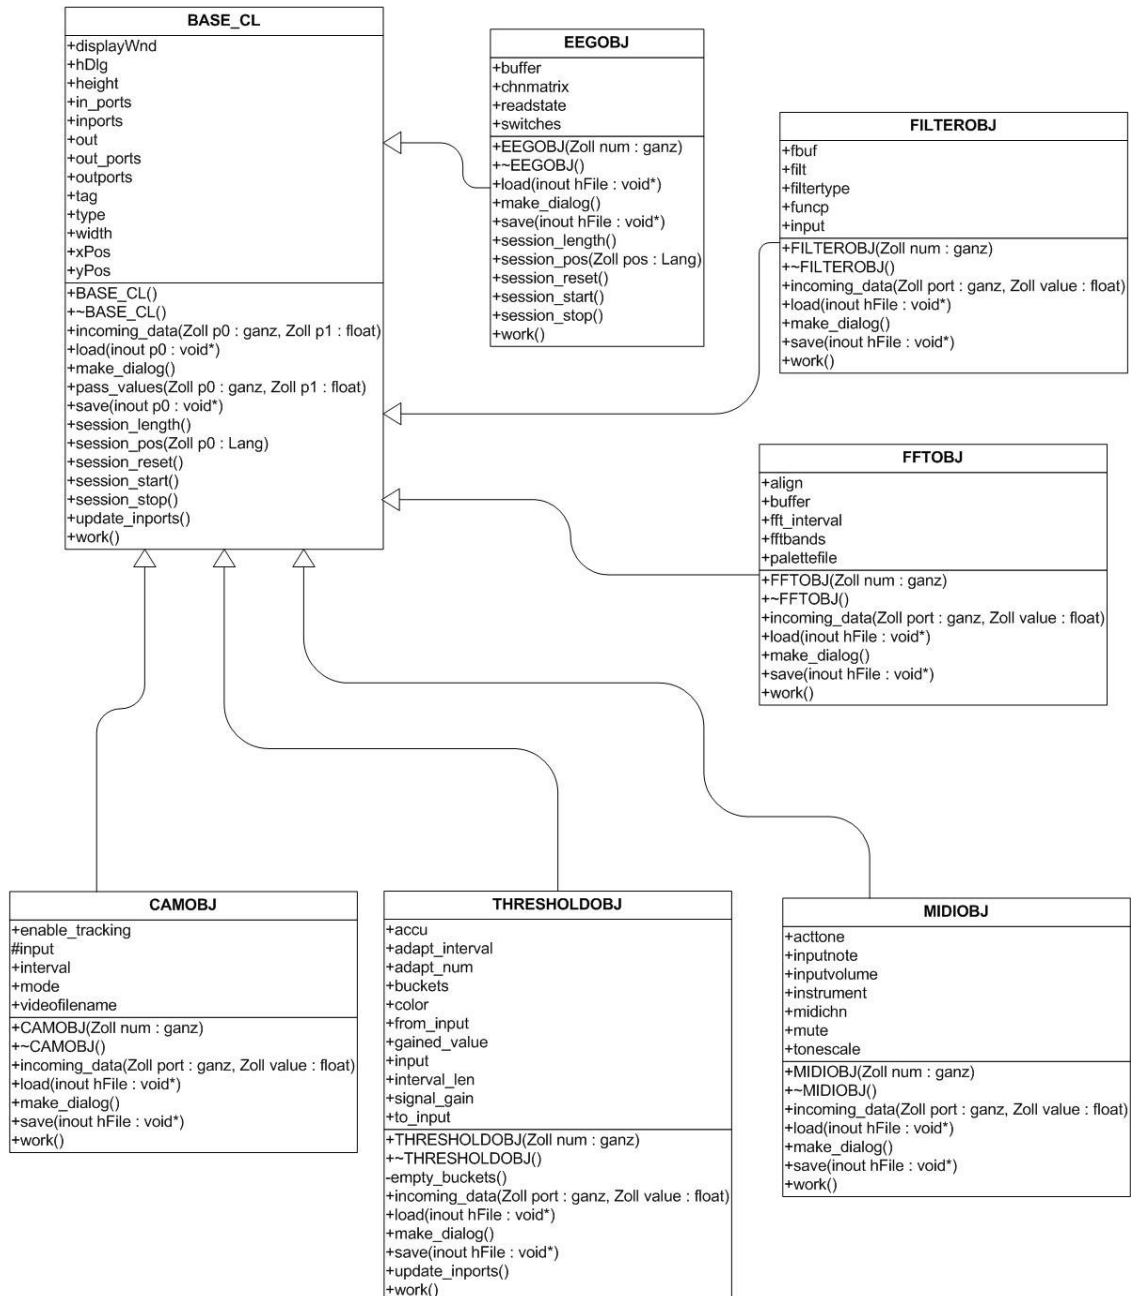 BASE_CL
+displayWnd
+hDlg
+height
+in_ports
+inports
+out
+out_ports
+outports
+tag
+type
+width
+xPos
+yPos
+BASE_CL()
+~BASE_CL()
+incoming_data(Zoll p0 : ganz, Zoll p1 : float)
+load(inout p0 : void*)
+make_dialog()
+pass_values(Zoll p0 : ganz, Zoll p1 : float)
+save(inout p0 : void*)
+session_length()
+session_pos(Zoll p0 : Lang)
+session_reset()
+session_start()
+session_stop()
+update_inports()
+work()
EEGOBJ
+buffer
+chnmatrix
+readstate
+switches
+EEGOBJ(Zoll num : ganz)
+~EEGOBJ()
+load(inout hFile : void*)
+make_dialog()
+save(inout hFile : void*)
+session_length()
+session_pos(Zoll pos : Lang)
+session_reset()
+session_start()
+session_stop()
+work()
FILTEROBJ
+fbuf
+filt
+filtertype
+funcp
+input
+FILTEROBJ(Zoll num : ganz)
+~FILTEROBJ()
+incoming_data(Zoll port : ganz, Zoll value : float)
+load(inout hFile : void*)
+make_dialog()
+save(inout hFile : void*)
+work()
FFTOBJ
+align
+buffer
+fft_interval
+fftbands
+palettefile
+FFTOBJ(Zoll num : ganz)
+~FFTOBJ()
+incoming_data(Zoll port : ganz, Zoll value : float)
+load(inout hFile : void*)
+make_dialog()
+save(inout hFile : void*)
+work()
CAMOBJ
+enable_tracking
#input
+interval
+mode
+videofilename
+CAMOBJ(Zoll num : ganz)
+~CAMOBJ()
+incoming_data(Zoll port : ganz, Zoll value : float)
+load(inout hFile : void*)
+make_dialog()
+save(inout hFile : void*)
+work()
THRESHOLDOBJ
+accu
+adapt_interval
+adapt_num
+buckets
+color
+from_input
+gained_value
+input
+interval_len
+signal_gain
+to_input
+THRESHOLDOBJ(Zoll num : ganz)
+~THRESHOLDOBJ()
-empty_buckets()
+incoming_data(Zoll port : ganz, Zoll value : float)
+load(inout hFile : void*)
+make_dialog()
+save(inout hFile : void*)
+update_inports()
+work()
MIDIOBJ
+acttone
+inputnote
+inputvolume
+instrument
+midichn
+mute
+tonescale
+MIDIOBJ(Zoll num : ganz)
+~MIDIOBJ()
+incoming_data(Zoll port : ganz, Zoll value : float)
+load(inout hFile : void*)
+make_dialog()
+save(inout hFile : void*)
+work()